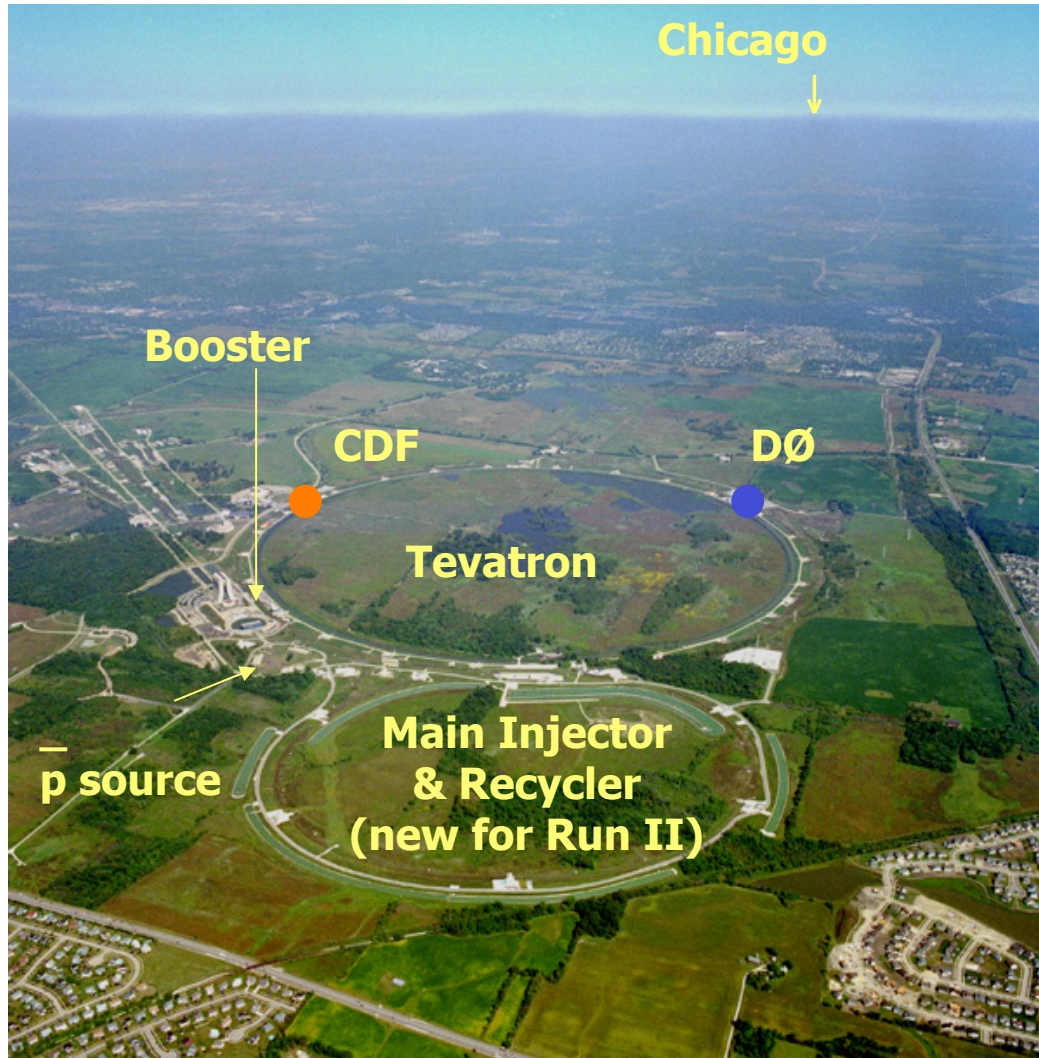 Chicago
Booster
CDF
DØ
Tevatron
Main Injector
& Recycler
(new for Run II)
p̅ source